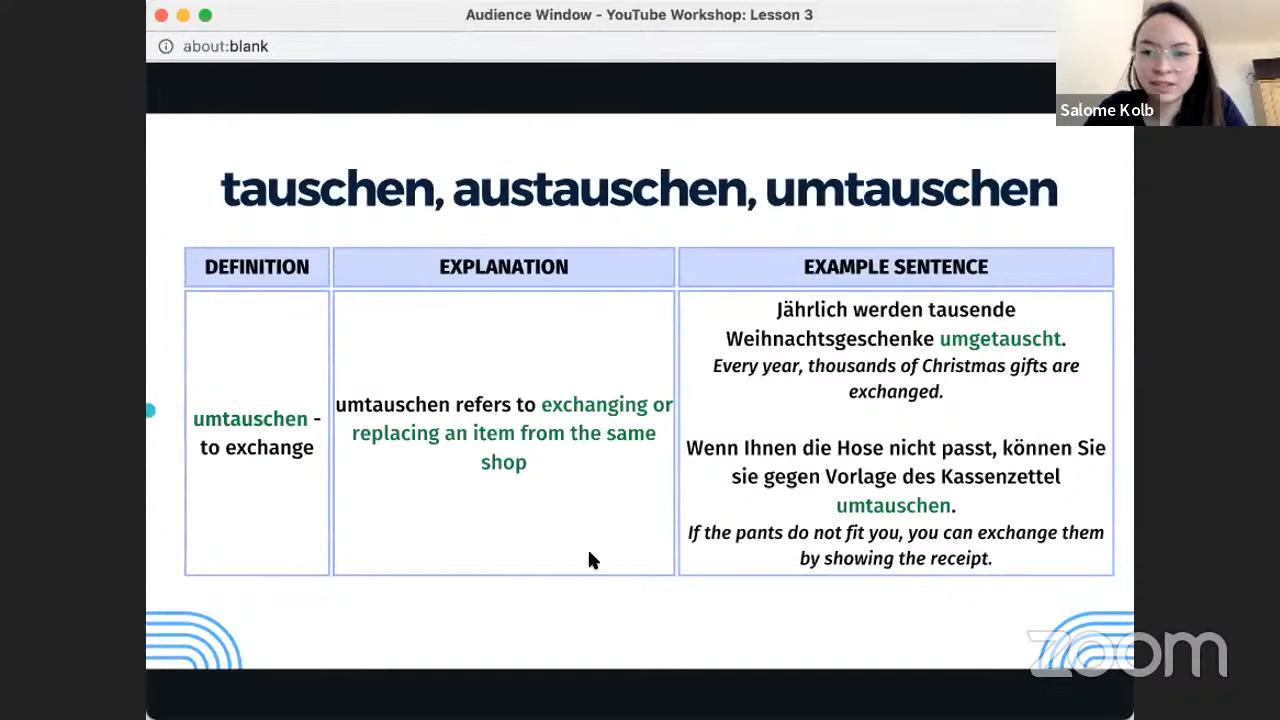 Audience Window - YouTube Workshop: Lesson 3
about:blank
Salome Kolb
tauschen, austauschen, umtauschen
DEFINITION
EXPLANATION
EXAMPLE SENTENCE
umtauschen -
to exchange
umtauschen refers to exchanging or
replacing an item from the same
shop
Jährlich werden tausende
Weihnachtsgeschenke umgetauscht.
Every year, thousands of Christmas gifts are
exchanged.
Wenn Ihnen die Hose nicht passt, können Sie
sie gegen Vorlage des Kassenzettel
umtauschen.
If the pants do not fit you, you can exchange them
by showing the receipt.
zoom